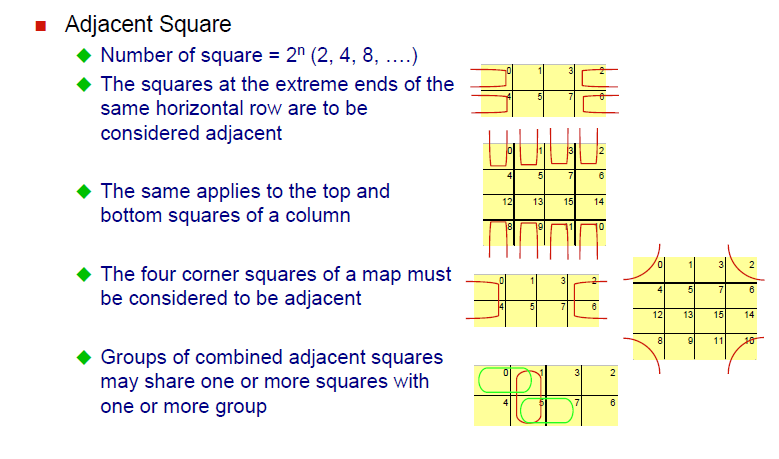 Adjacent Square
Number of square = 2ⁿ (2, 4, 8, ….)
The squares at the extreme ends of the
same horizontal row are to be
considered adjacent
0 1 3 2
4 5 7 6
The same applies to the top and
bottom squares of a column
0 1 3 2
4 5 7 6
12 13 15 14
8 9 11 10
The four corner squares of a map must
be considered to be adjacent
0 1 3 2
4 5 7 6
0 1 3 2
4 5 7 6
12 13 15 14
8 9 11 10
Groups of combined adjacent squares
may share one or more squares with
one or more group
0 1 3 2
4 5 7 6